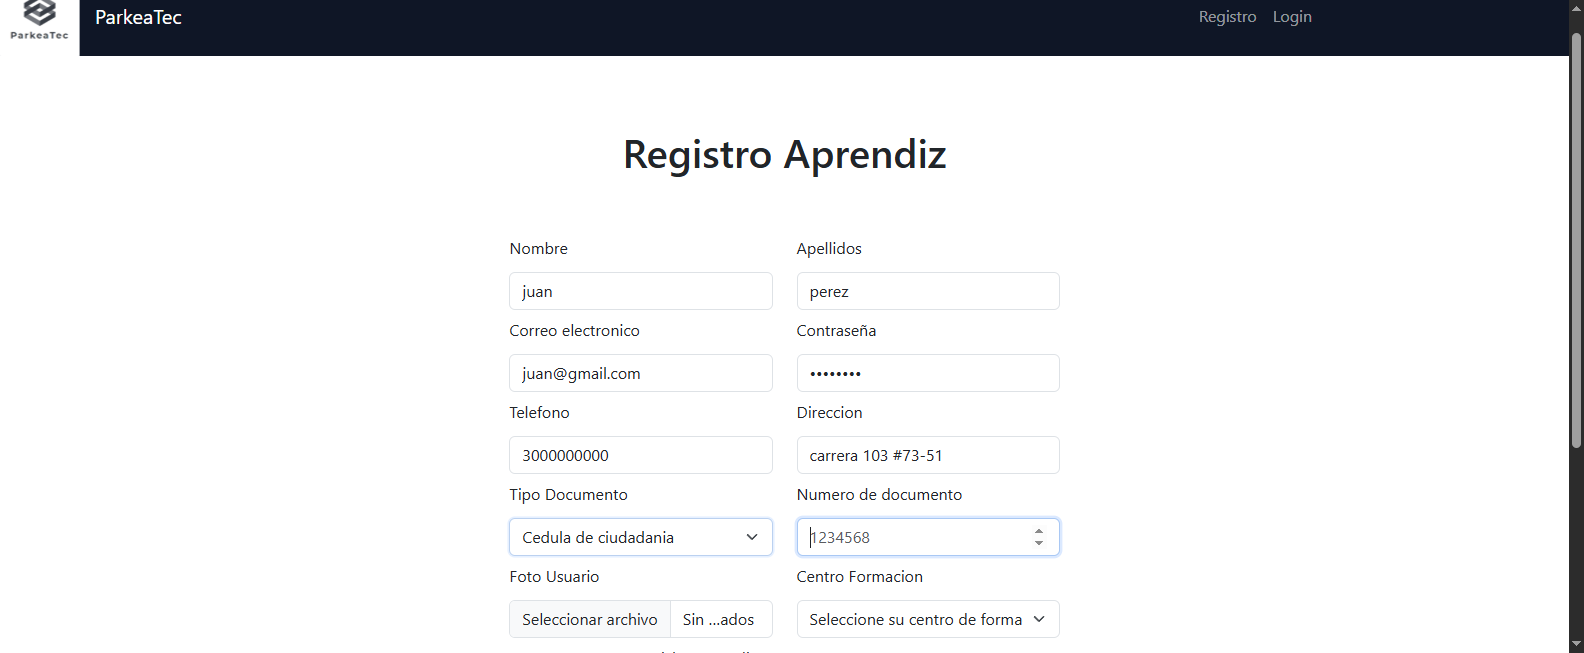 ParkeaTec
ParkeaTec
Registro Login
Registro Aprendiz
Nombre
Apellidos
juan
perez
Correo electronico
Contraseña
juan@gmail.com
••••••••
Telefono
Direccion
3000000000
carrera 103 #73-51
Tipo Documento
Numero de documento
Cedula de ciudadania
1234568
Foto Usuario
Centro Formacion
Seleccionar archivo
Sin ...ados
Seleccione su centro de forma